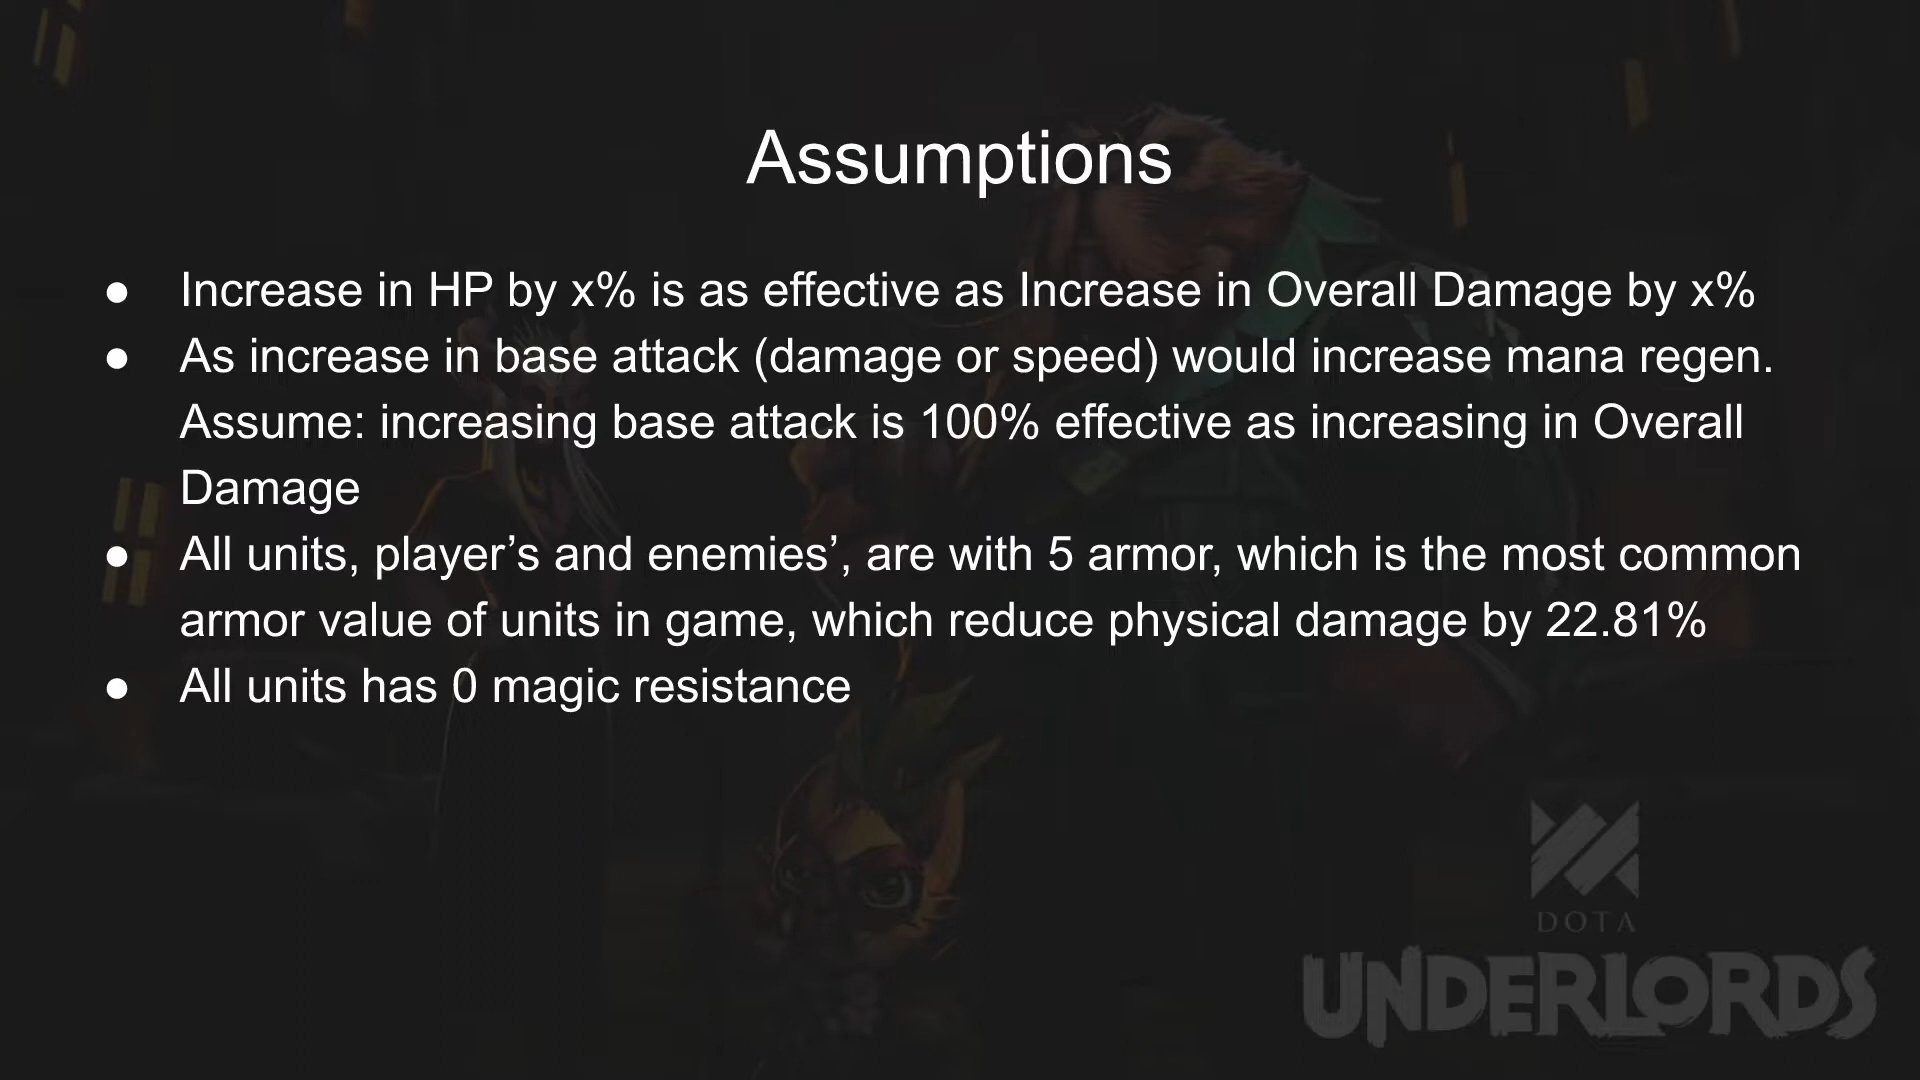 Assumptions
● Increase in HP by x% is as effective as Increase in Overall Damage by x%
● As increase in base attack (damage or speed) would increase mana regen.
Assume: increasing base attack is 100% effective as increasing in Overall
Damage
● All units, player’s and enemies’, are with 5 armor, which is the most common
armor value of units in game, which reduce physical damage by 22.81%
● All units has 0 magic resistance
DOTA
UNDERLORDS